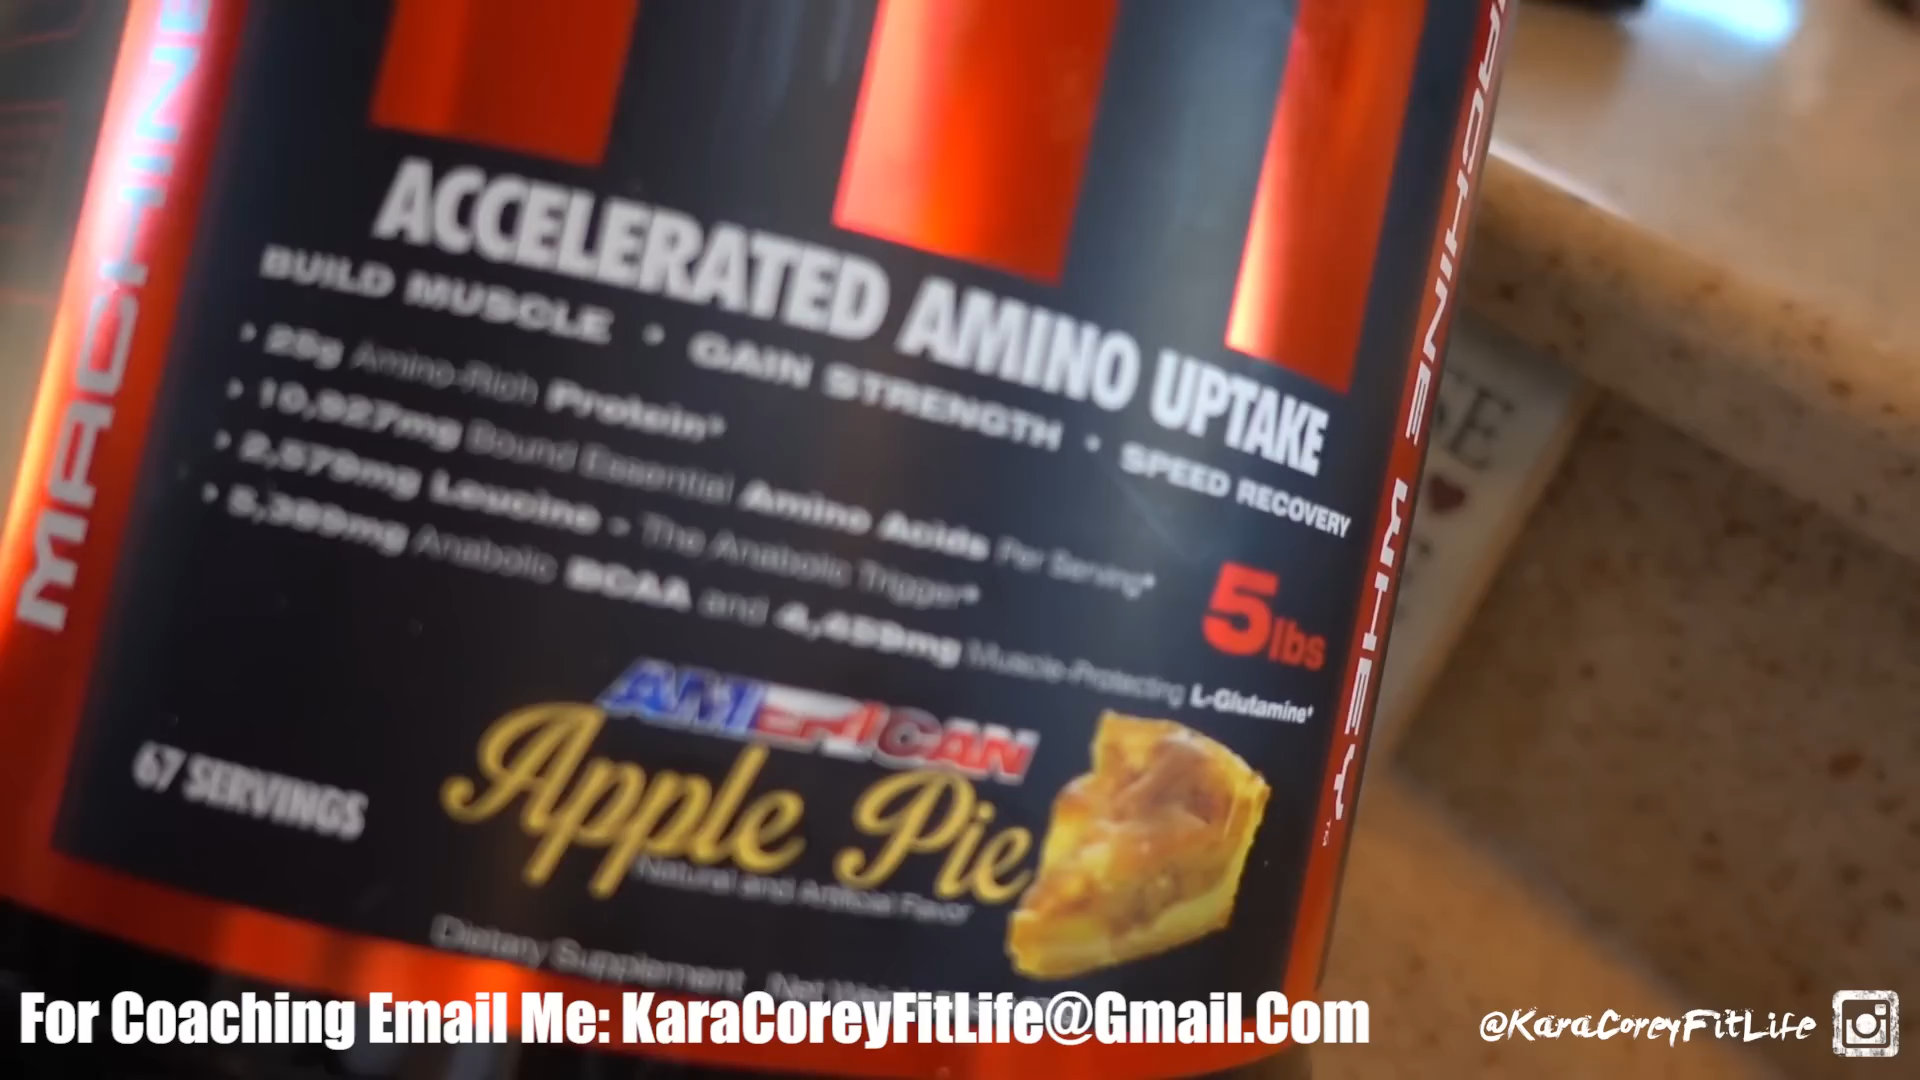 MACHINE
MACHINE WHEY™
ACCELERATED AMINO UPTAKE
BUILD MUSCLE • GAIN STRENGTH • SPEED RECOVERY
› 25g Amino-Rich Protein*
› 10,927mg Bound Essential Amino Acids Per Serving*
› 2,579mg Leucine - The Anabolic Trigger*
› 5,389mg Anabolic BCAA and 4,459mg Muscle-Protecting L-Glutamine*
5lbs
AMERICAN
Apple Pie
Natural and Artificial Flavor
67 SERVINGS
Dietary Supplement Net
For Coaching Email Me: KaraCoreyFitLife@Gmail.Com
@KaraCoreyFitLife